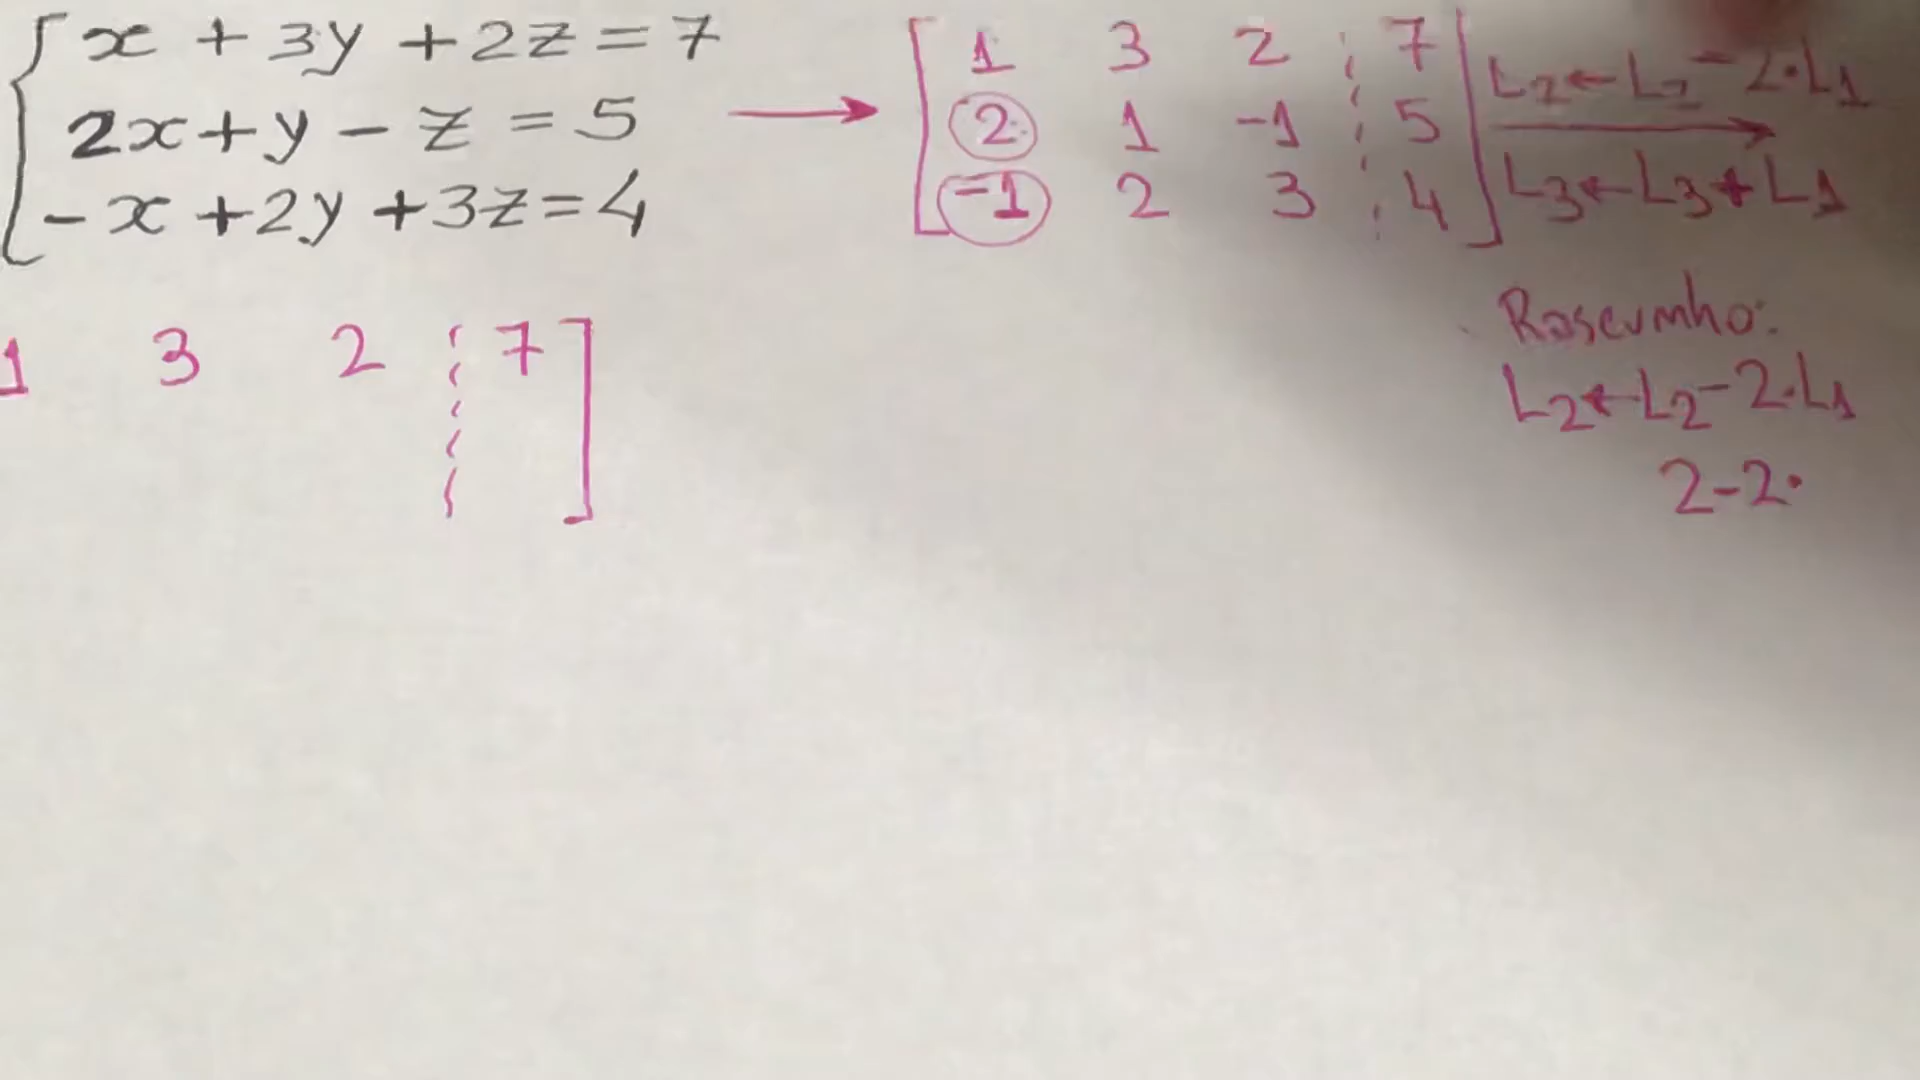 x + 3y + 2z = 7
2x + y - z = 5
-x + 2y + 3z = 4
1 3 2 7
2 1 -1 5
-1 2 3 4
L2 ← L2 - 2·L1
L3 ← L3 + L1
1 3 2 7
Rascunho:
L2 ← L2 - 2·L1
2 - 2·